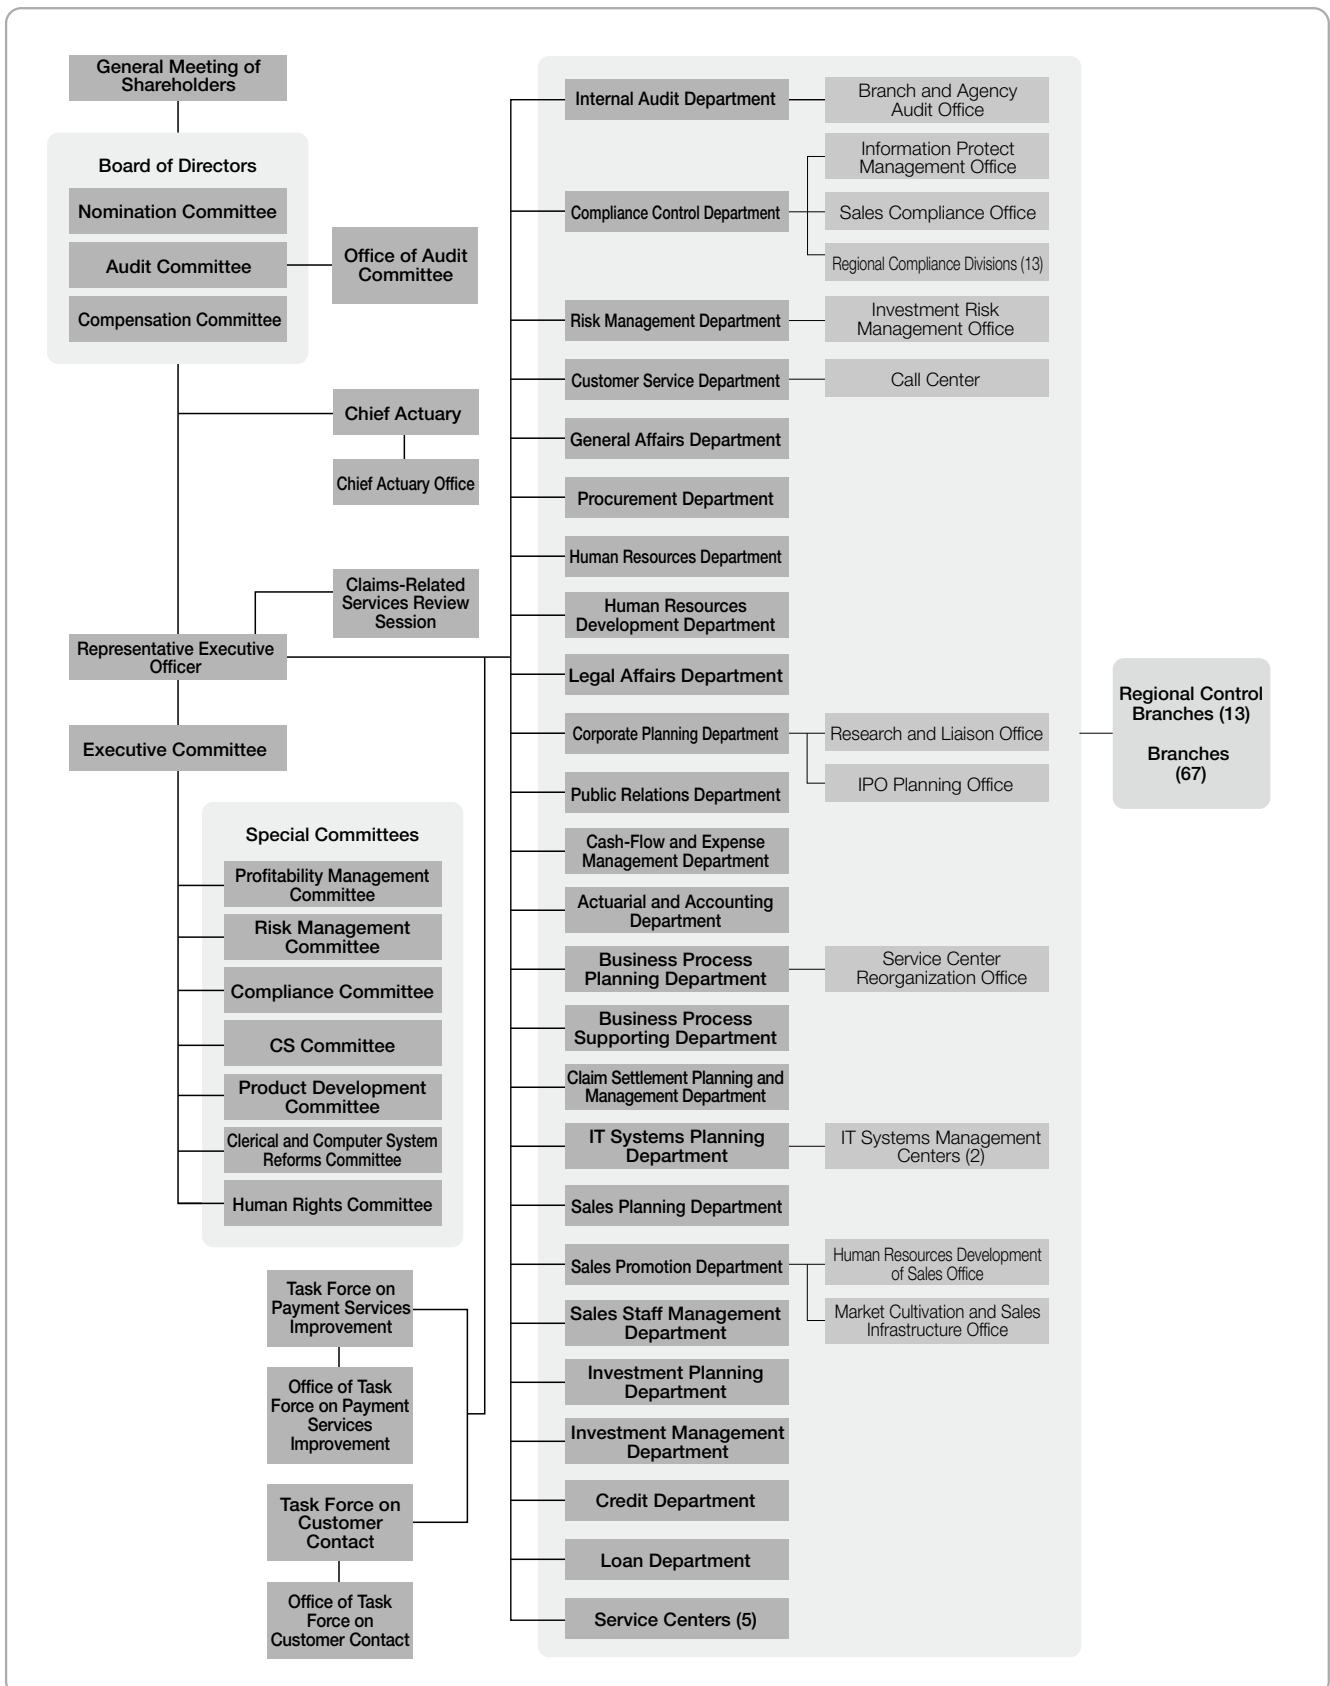 General Meeting of
Shareholders
Board of Directors
Nomination Committee
Audit Committee
Compensation Committee
Office of Audit
Committee
Chief Actuary
Chief Actuary Office
Claims-Related
Services Review
Session
Representative Executive
Officer
Executive Committee
Special Committees
Profitability Management
Committee
Risk Management
Committee
Compliance Committee
CS Committee
Product Development
Committee
Clerical and Computer System
Reforms Committee
Human Rights Committee
Task Force on
Payment Services
Improvement
Office of Task
Force on Payment
Services
Improvement
Task Force on
Customer
Contact
Office of Task
Force on
Customer Contact
Internal Audit Department
Branch and Agency
Audit Office
Compliance Control Department
Information Protect
Management Office
Sales Compliance Office
Regional Compliance Divisions (13)
Risk Management Department
Investment Risk
Management Office
Customer Service Department
Call Center
General Affairs Department
Procurement Department
Human Resources Department
Human Resources
Development Department
Legal Affairs Department
Corporate Planning Department
Research and Liaison Office
IPO Planning Office
Public Relations Department
Cash-Flow and Expense
Management Department
Actuarial and Accounting
Department
Business Process
Planning Department
Service Center
Reorganization Office
Business Process
Supporting Department
Claim Settlement Planning and
Management Department
IT Systems Planning
Department
IT Systems Management
Centers (2)
Sales Planning Department
Sales Promotion Department
Human Resources Development
of Sales Office
Market Cultivation and Sales
Infrastructure Office
Sales Staff Management
Department
Investment Planning
Department
Investment Management
Department
Credit Department
Loan Department
Service Centers (5)
Regional Control
Branches (13)
Branches
(67)